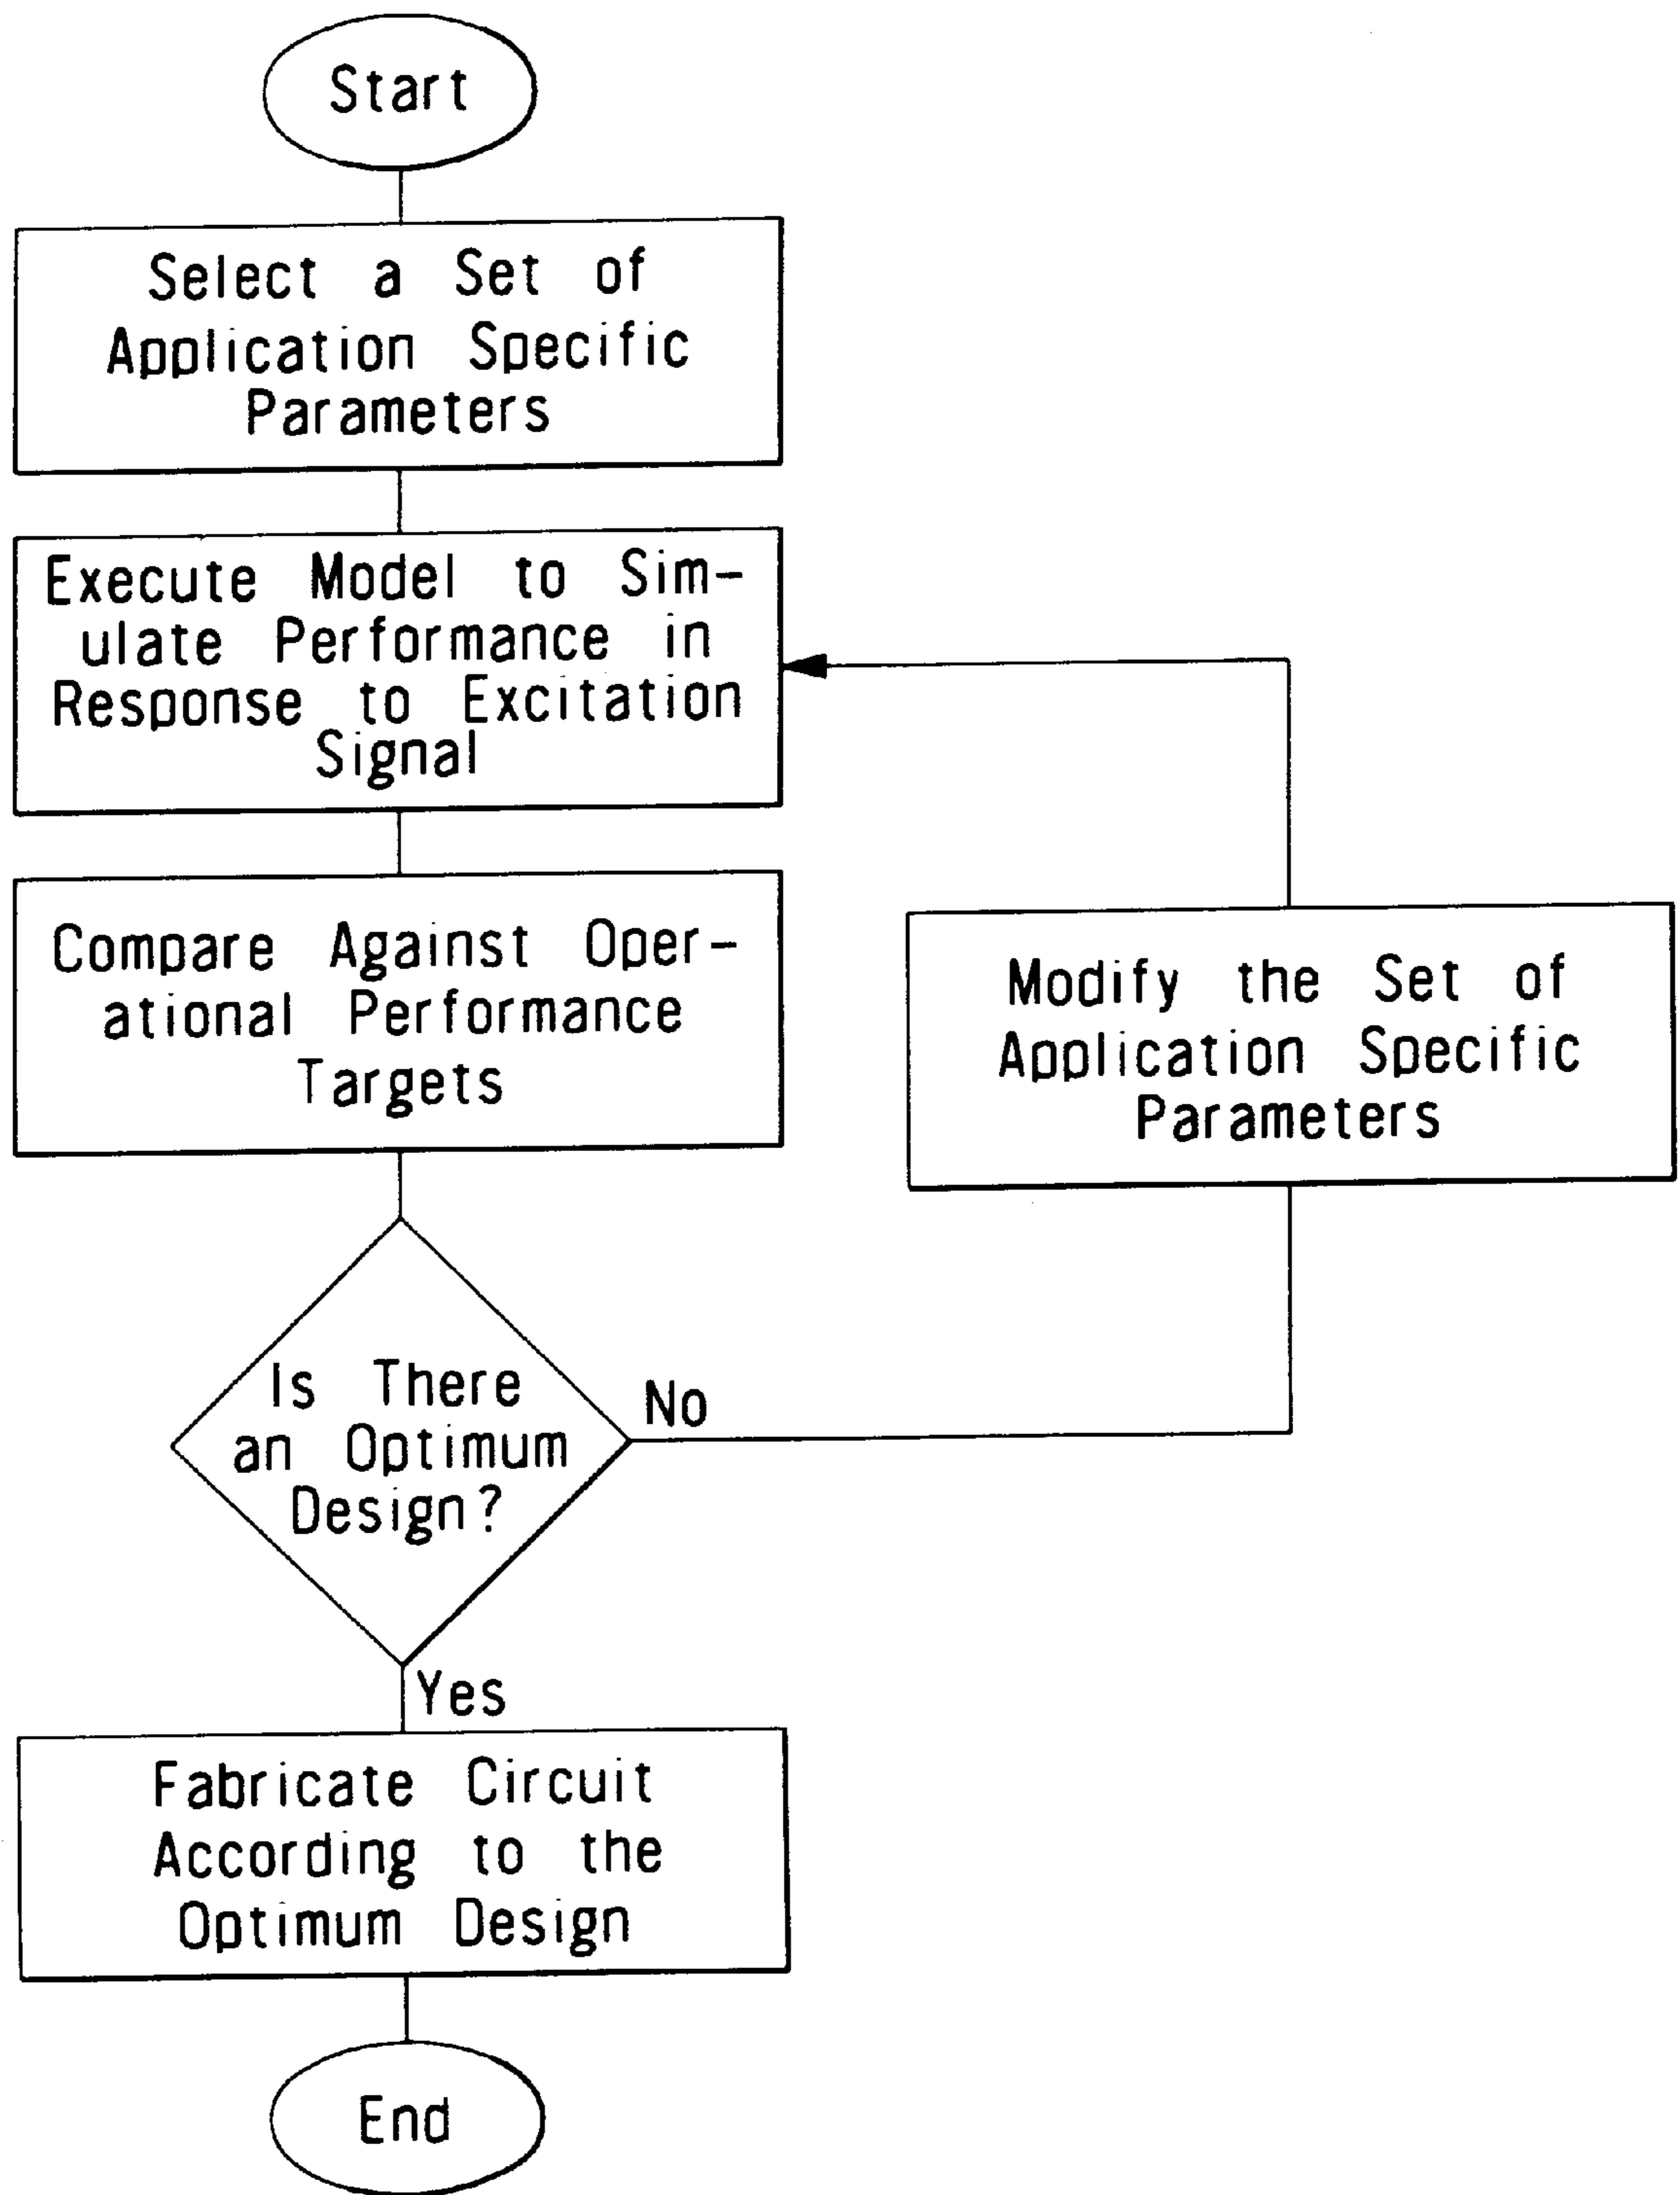 Start
Select a Set of
Application Specific
Parameters
Execute Model to Sim-
ulate Performance in
Response to Excitation
Signal
Compare Against Oper-
ational Performance
Targets
Modify the Set of
Application Specific
Parameters
Is There
an Optimum
Design?
No
Yes
Fabricate Circuit
According to the
Optimum Design
End